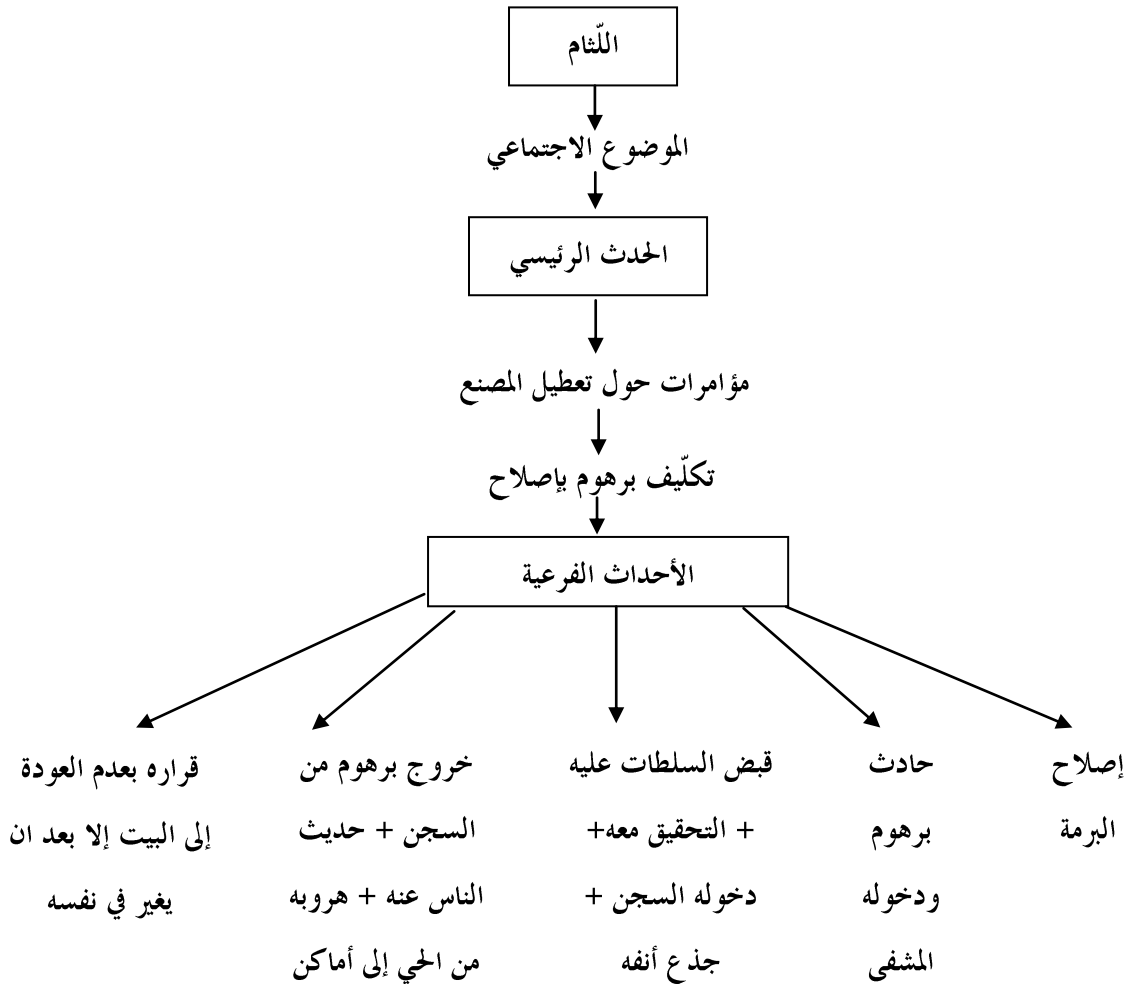 اللّثام
الموضوع الاجتماعي
الحدث الرئيسي
مؤامرات حول تعطيل المصنع
تكلّيف برهوم بإصلاح
الأحداث الفرعية
إصلاح
البرمة
حادث
برهوم
ودخوله
المشفى
قبض السلطات عليه
+ التحقيق معه+
دخوله السجن +
جذع أنفه
خروج برهوم من
السجن + حديث
الناس عنه + هروبه
من الحي إلى أماكن
قراره بعدم العودة
إلى البيت إلا بعد ان
يغير في نفسه